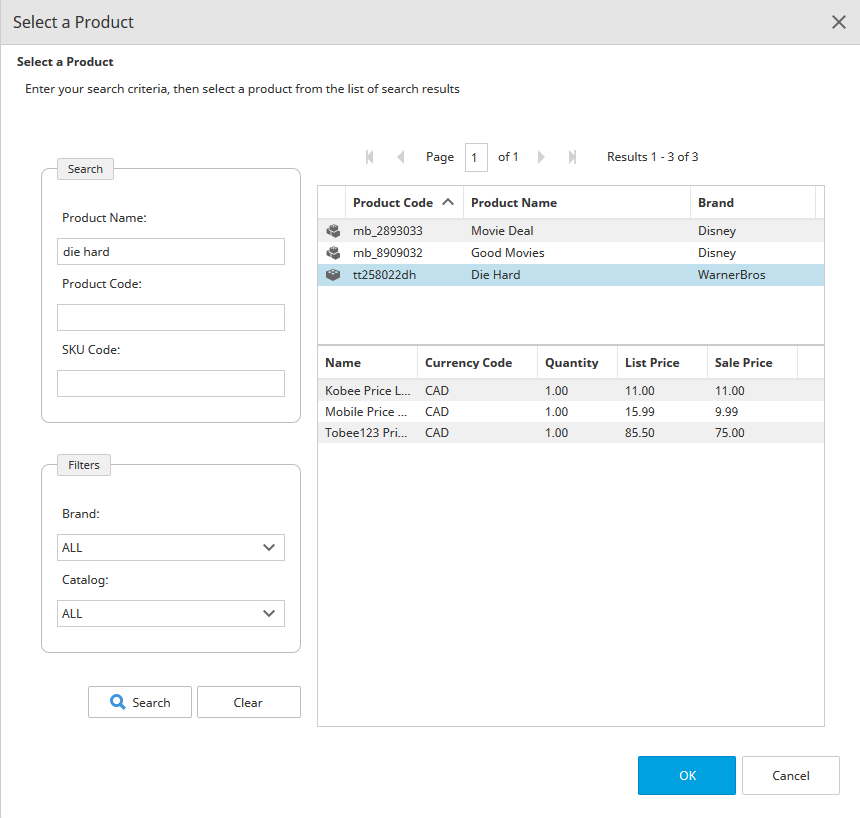 Select a Product
Select a Product
Enter your search criteria, then select a product from the list of search results
Page 1 of 1 Results 1 - 3 of 3
Search
Product Name:
die hard
Product Code:
SKU Code:
Filters
Brand:
ALL
Catalog:
ALL
Search Clear
Product Code Product Name Brand
mb_2893033 Movie Deal Disney
mb_8909032 Good Movies Disney
tt258022dh Die Hard WarnerBros
Name Currency Code Quantity List Price Sale Price
Kobee Price L... CAD 1.00 11.00 11.00
Mobile Price ... CAD 1.00 15.99 9.99
Tobee123 Pri... CAD 1.00 85.50 75.00
OK Cancel